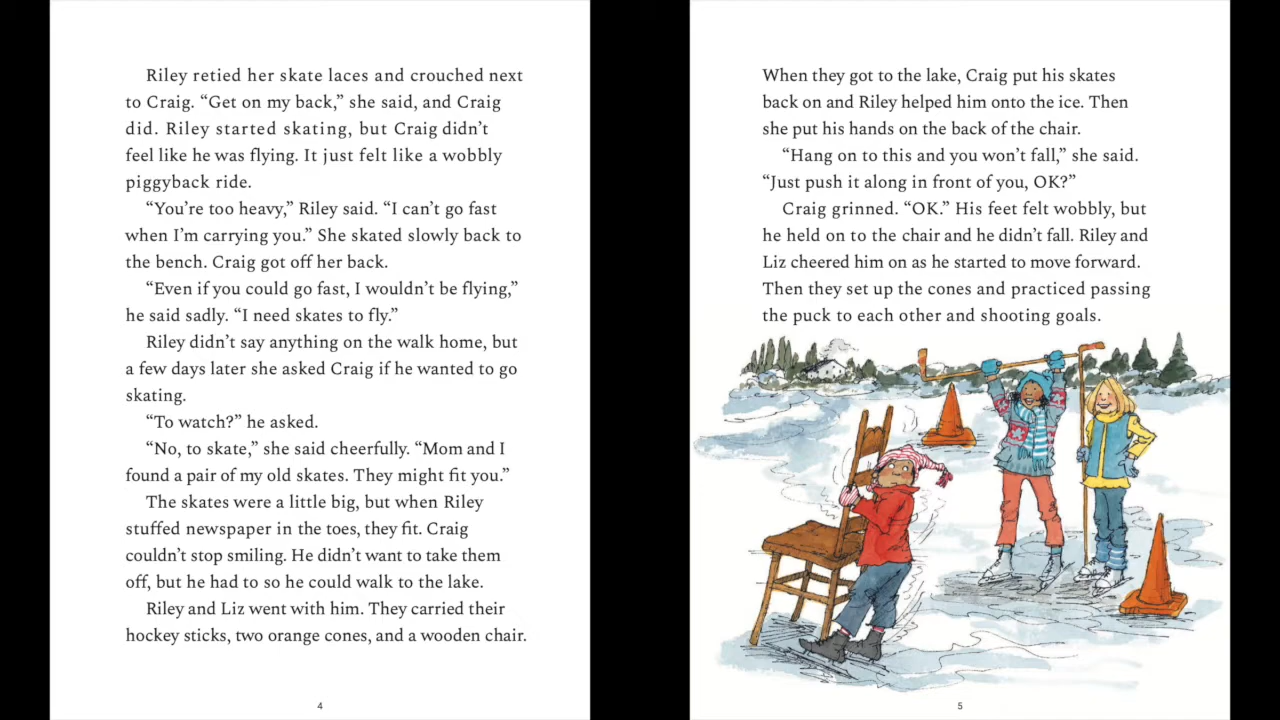 Riley retied her skate laces and crouched next
to Craig. “Get on my back,” she said, and Craig
did. Riley started skating, but Craig didn’t
feel like he was flying. It just felt like a wobbly
piggyback ride.
“You’re too heavy,” Riley said. “I can’t go fast
when I’m carrying you.” She skated slowly back to
the bench. Craig got off her back.
“Even if you could go fast, I wouldn’t be flying,”
he said sadly. “I need skates to fly.”
Riley didn’t say anything on the walk home, but
a few days later she asked Craig if he wanted to go
skating.
“To watch?” he asked.
“No, to skate,” she said cheerfully. “Mom and I
found a pair of my old skates. They might fit you.”
The skates were a little big, but when Riley
stuffed newspaper in the toes, they fit. Craig
couldn’t stop smiling. He didn’t want to take them
off, but he had to so he could walk to the lake.
Riley and Liz went with him. They carried their
hockey sticks, two orange cones, and a wooden chair.
4
When they got to the lake, Craig put his skates
back on and Riley helped him onto the ice. Then
she put his hands on the back of the chair.
“Hang on to this and you won’t fall,” she said.
“Just push it along in front of you, OK?”
Craig grinned. “OK.” His feet felt wobbly, but
he held on to the chair and he didn’t fall. Riley and
Liz cheered him on as he started to move forward.
Then they set up the cones and practiced passing
the puck to each other and shooting goals.
5